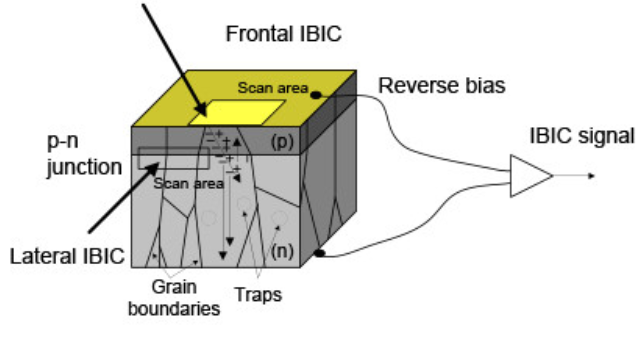 Frontal IBIC
Scan area
Reverse bias
p-n
junction
(p)
IBIC signal
Scan area
Lateral IBIC
(n)
Grain
boundaries
Traps